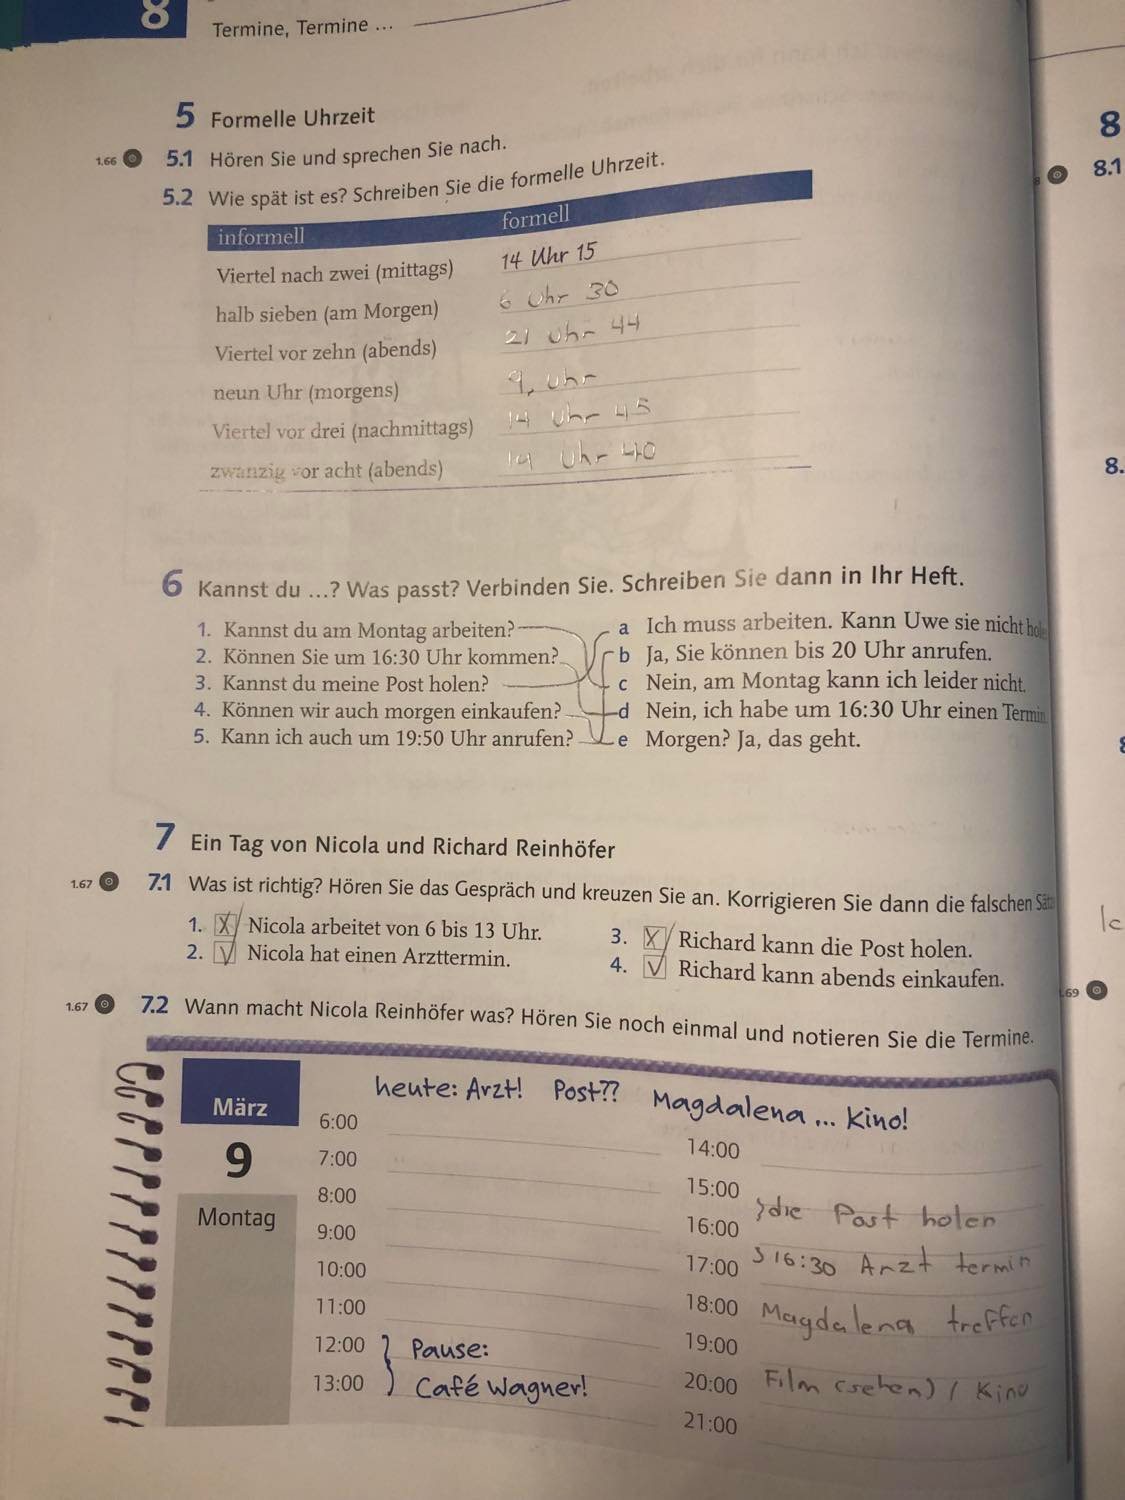 8
Termine, Termine ...
5 Formelle Uhrzeit
1.66 5.1 Hören Sie und sprechen Sie nach.
5.2 Wie spät ist es? Schreiben Sie die formelle Uhrzeit.
informell formell
Viertel nach zwei (mittags) 14 Uhr 15
halb sieben (am Morgen) 6 Uhr 30
Viertel vor zehn (abends) 21 Uhr 44
neun Uhr (morgens) 9, Uhr
Viertel vor drei (nachmittags) 14 Uhr 45
zwanzig vor acht (abends) 19 Uhr 40
6 Kannst du ...? Was passt? Verbinden Sie. Schreiben Sie dann in Ihr Heft.
1. Kannst du am Montag arbeiten?
2. Können Sie um 16:30 Uhr kommen?
3. Kannst du meine Post holen?
4. Können wir auch morgen einkaufen?
5. Kann ich auch um 19:50 Uhr anrufen?
a Ich muss arbeiten. Kann Uwe sie nicht
b Ja, Sie können bis 20 Uhr anrufen.
c Nein, am Montag kann ich leider nicht.
d Nein, ich habe um 16:30 Uhr einen Termin
e Morgen? Ja, das geht.
7 Ein Tag von Nicola und Richard Reinhöfer
1.67 7.1 Was ist richtig? Hören Sie das Gespräch und kreuzen Sie an. Korrigieren Sie dann die falschen
1. X Nicola arbeitet von 6 bis 13 Uhr.
2. V Nicola hat einen Arzttermin.
3. X Richard kann die Post holen.
4. V Richard kann abends einkaufen.
1.67 7.2 Wann macht Nicola Reinhöfer was? Hören Sie noch einmal und notieren Sie die Termine.
März
9
Montag
heute: Arzt! Post?? Magdalena ... Kino!
6:00
7:00
8:00
9:00
10:00
11:00
12:00 Pause:
13:00 Café Wagner!
14:00
15:00
16:00 die Post holen
17:00 16:30 Arzt termin
18:00 Magdalena treffen
19:00
20:00 Film (sehen) / Kino
21:00
8
8.1
8.